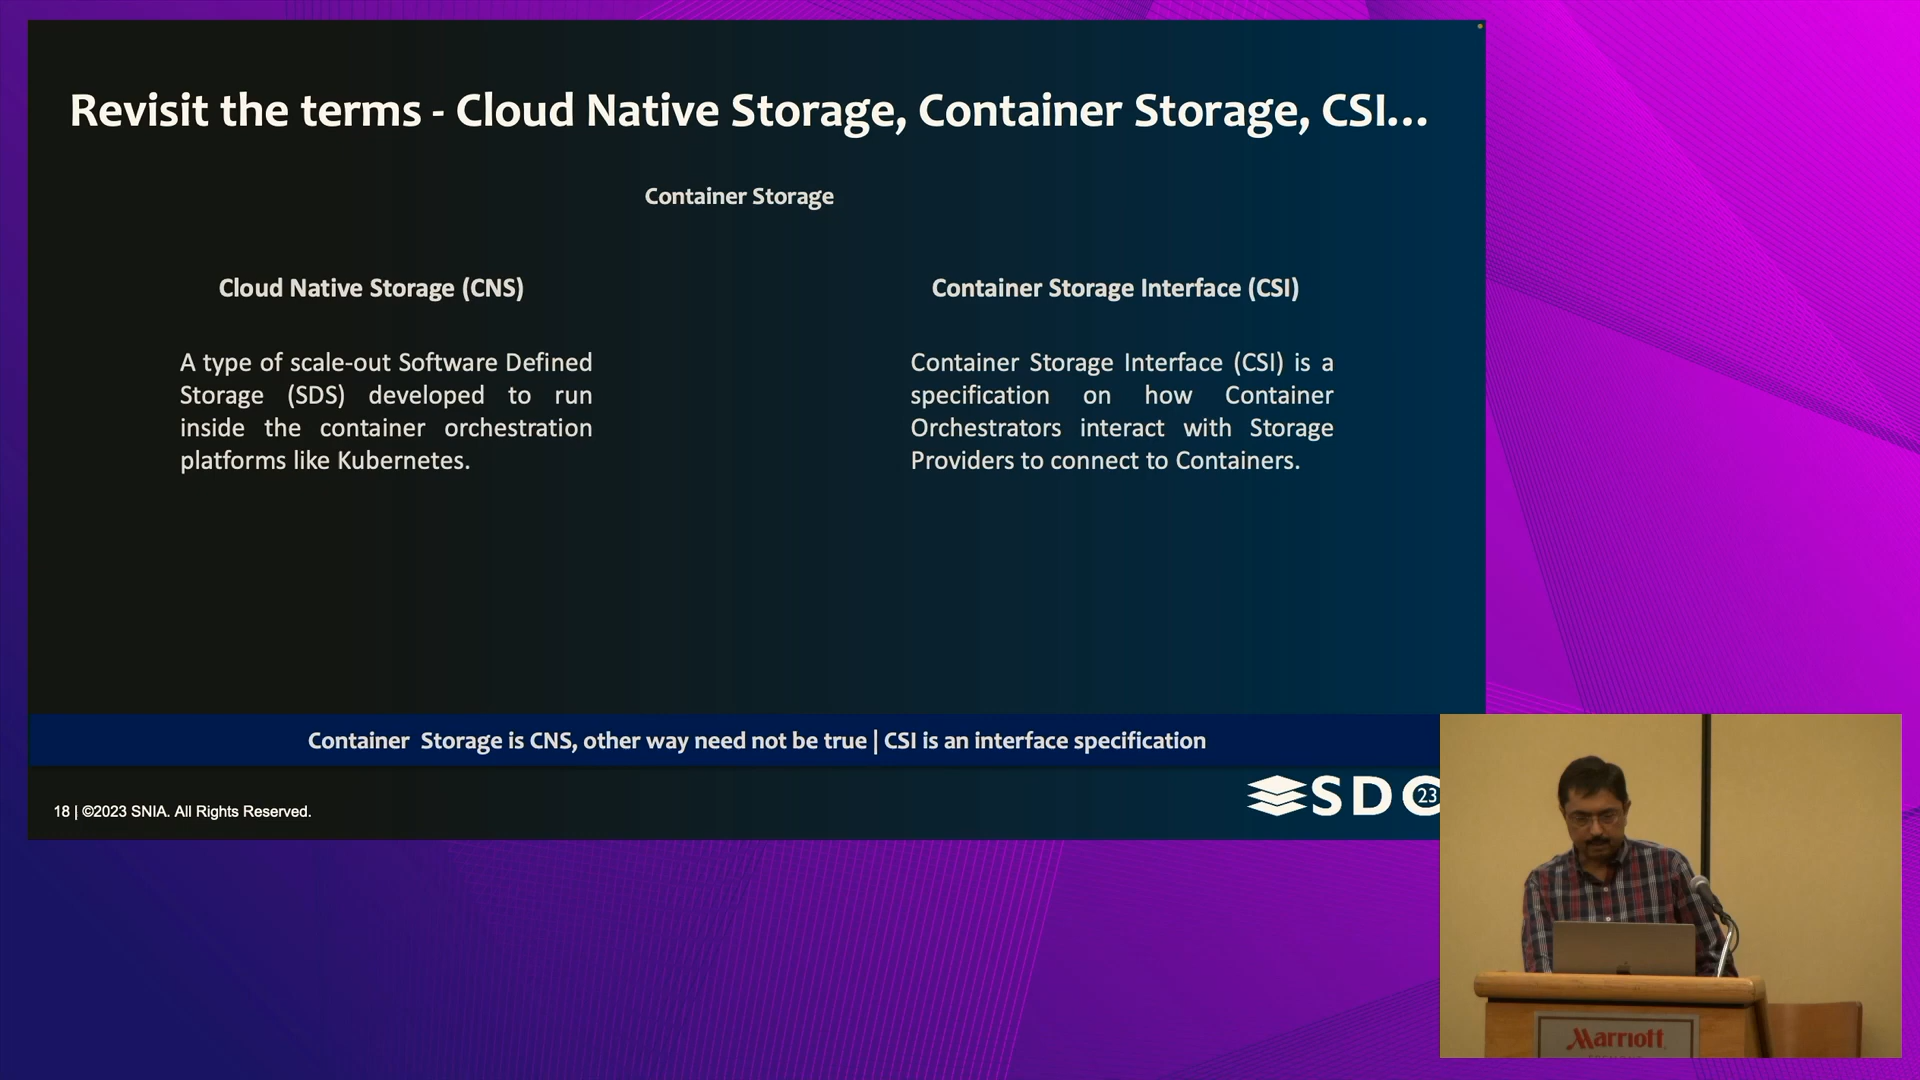 Revisit the terms - Cloud Native Storage, Container Storage, CSI...
Container Storage
Cloud Native Storage (CNS)
A type of scale-out Software Defined
Storage (SDS) developed to run
inside the container orchestration
platforms like Kubernetes.
Container Storage Interface (CSI)
Container Storage Interface (CSI) is a
specification on how Container
Orchestrators interact with Storage
Providers to connect to Containers.
Container Storage is CNS, other way need not be true | CSI is an interface specification
18 | ©2023 SNIA. All Rights Reserved.
SDC 23
Marriott